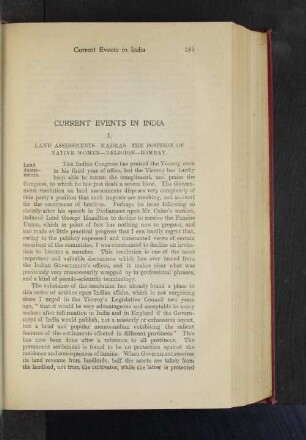 Current Events in India 183
CURRENT EVENTS IN INDIA
I.
LAND ASSESSMENTS—MADRAS—THE POSITION OF
NATIVE WOMEN—RELIGION—BOMBAY
Land Assess-ments.
THE Indian Congress has praised the Viceroy, even
in his third year of office, but the Viceroy has hardly
been able to return the compliment, nor praise the
Congress, to which he has just dealt a severe blow. The Govern-
ment resolution on land assessments disposes very completely of
this party's position that such imposts are crushing, and account
for the occurrence of famines. Perhaps its issue following so
shortly after his speech in Parliament upon Mr. Caine's motion,
induced Lord George Hamilton to decline to receive the Famine
Union, which in point of fact has nothing new to propose, and
has made so little practical progress that I was hardly aware that,
owing to the publicly expressed and reiterated views of certain
members of the committee, I was constrained to decline an invita-
tion to become a member. This resolution is one of the most
important and valuable documents which has ever issued from
the Indian Government's offices, and it makes clear what was
previously very unnecessarily wrapped up in professional phrases,
and a kind of pseudo-scientific terminology.
The substance of the resolution has already found a place in
this series of articles upon Indian affairs, which is not surprising
since I urged in the Viceroy's Legislative Council two years
ago, "that it would be very advantageous and acceptable to many
seekers after information in India and in England if the Govern-
ment of India would publish, not a masterly or exhaustive report,
but a brief and popular memorandum exhibiting the salient
features of the settlements effected in different provinces." This
has now been done after a reference to all provinces. The
permanent settlement is found to be no protection against the
incidence and consequences of famine. When Government receives
its land revenue from landlords, half the assets are taken from
the landlord, not from the cultivator, while the latter is protected